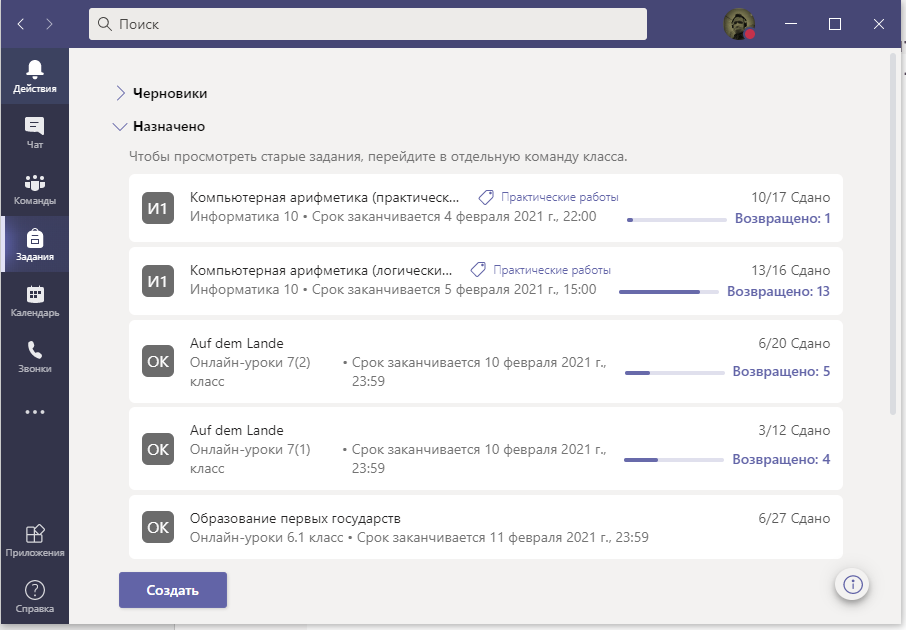 Поиск
Действия
Чат
Команды
Задания
Календарь
Звонки
Приложения
Справка
Черновики
Назначено
Чтобы просмотреть старые задания, перейдите в отдельную команду класса.
И1
Компьютерная арифметика (практическ...
Практические работы
10/17 Сдано
Информатика 10 • Срок заканчивается 4 февраля 2021 г., 22:00
Возвращено: 1
И1
Компьютерная арифметика (логически...
Практические работы
13/16 Сдано
Информатика 10 • Срок заканчивается 5 февраля 2021 г., 15:00
Возвращено: 13
ОК
Auf dem Lande
6/20 Сдано
Онлайн-уроки 7(2) класс
• Срок заканчивается 10 февраля 2021 г., 23:59
Возвращено: 5
ОК
Auf dem Lande
3/12 Сдано
Онлайн-уроки 7(1) класс
• Срок заканчивается 10 февраля 2021 г., 23:59
Возвращено: 4
ОК
Образование первых государств
6/27 Сдано
Онлайн-уроки 6.1 класс • Срок заканчивается 11 февраля 2021 г., 23:59
Создать